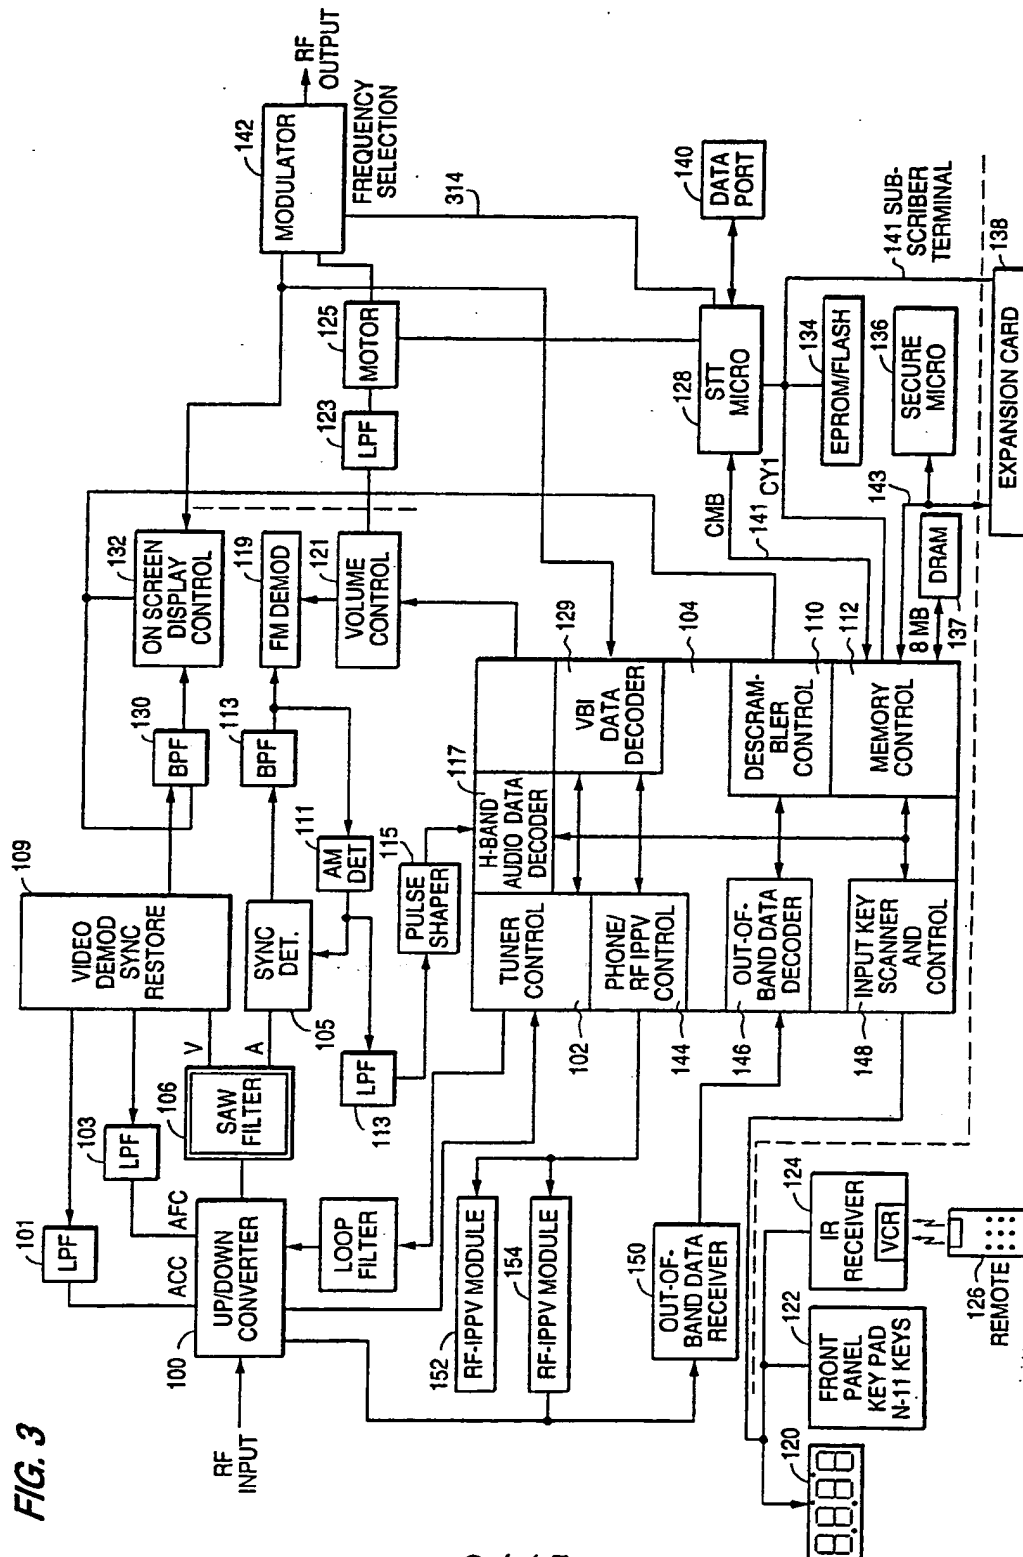 FIG. 3
RF
INPUT
100
UP/DOWN
CONVERTER
ACC
AFC
101
LPF
103
LPF
106
SAW
FILTER
V
A
109
VIDEO
DEMOD
SYNC
RESTORE
105
SYNC
DET.
LOOP
FILTER
113
LPF
111
AM
DET
115
PULSE
SHAPER
130
BPF
113
BPF
132
ON SCREEN
DISPLAY
CONTROL
119
FM DEMOD
121
VOLUME
CONTROL
123
LPF
125
MOTOR
142
MODULATOR
RF
OUTPUT
FREQUENCY
SELECTION
314
152
RF-IPPV MODULE
154
RF-IPPV MODULE
150
OUT-OF-
BAND DATA
RECEIVER
TUNER
CONTROL
102
PHONE/
RF IPPV
CONTROL
144
146
OUT-OF-
BAND DATA
DECODER
148
INPUT KEY
SCANNER
AND
CONTROL
117
H-BAND
AUDIO DATA
DECODER
129
VBI
DATA
DECODER
104
110
DESCRAM-
BLER
CONTROL
112
MEMORY
CONTROL
128
STT
MICRO
CMB
141
CY1
140
DATA
PORT
134
EPROM/FLASH
136
SECURE
MICRO
143
DRAM
8 MB
137
141 SUB-
SCRIBER
TERMINAL
138
EXPANSION CARD
120
8.8:8.8
122
FRONT
PANEL
KEY PAD
N-11 KEYS
124
IR
RECEIVER
VCR
126
REMOTE